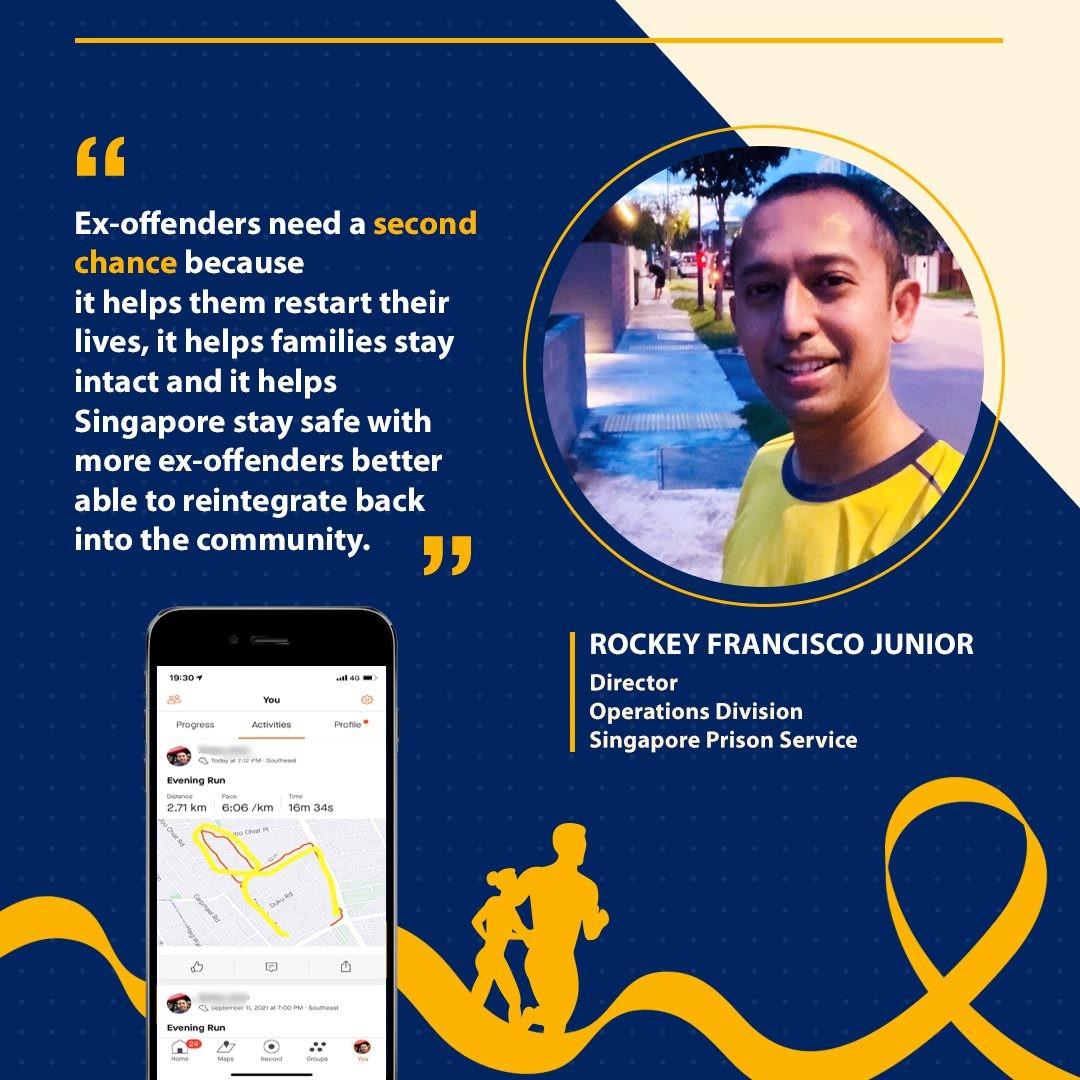 “
Ex-offenders need a second
chance because
it helps them restart their
lives, it helps families stay
intact and it helps
Singapore stay safe with
more ex-offenders better
able to reintegrate back
into the community.
”
ROCKEY FRANCISCO JUNIOR
Director
Operations Division
Singapore Prison Service
19:30 4G
You
Progress Activities Profile
Today at 7:12 PM · Southeast
Evening Run
Distance Pace Time
2.71 km 6:06 /km 16m 34s
Joo Chiat Pl
oo Chiat Rd
Carpmael Rd
Duku Rd
Haig
September 11, 2021 at 7:00 PM · Southeast
Evening Run
24
Home Maps Record Groups You